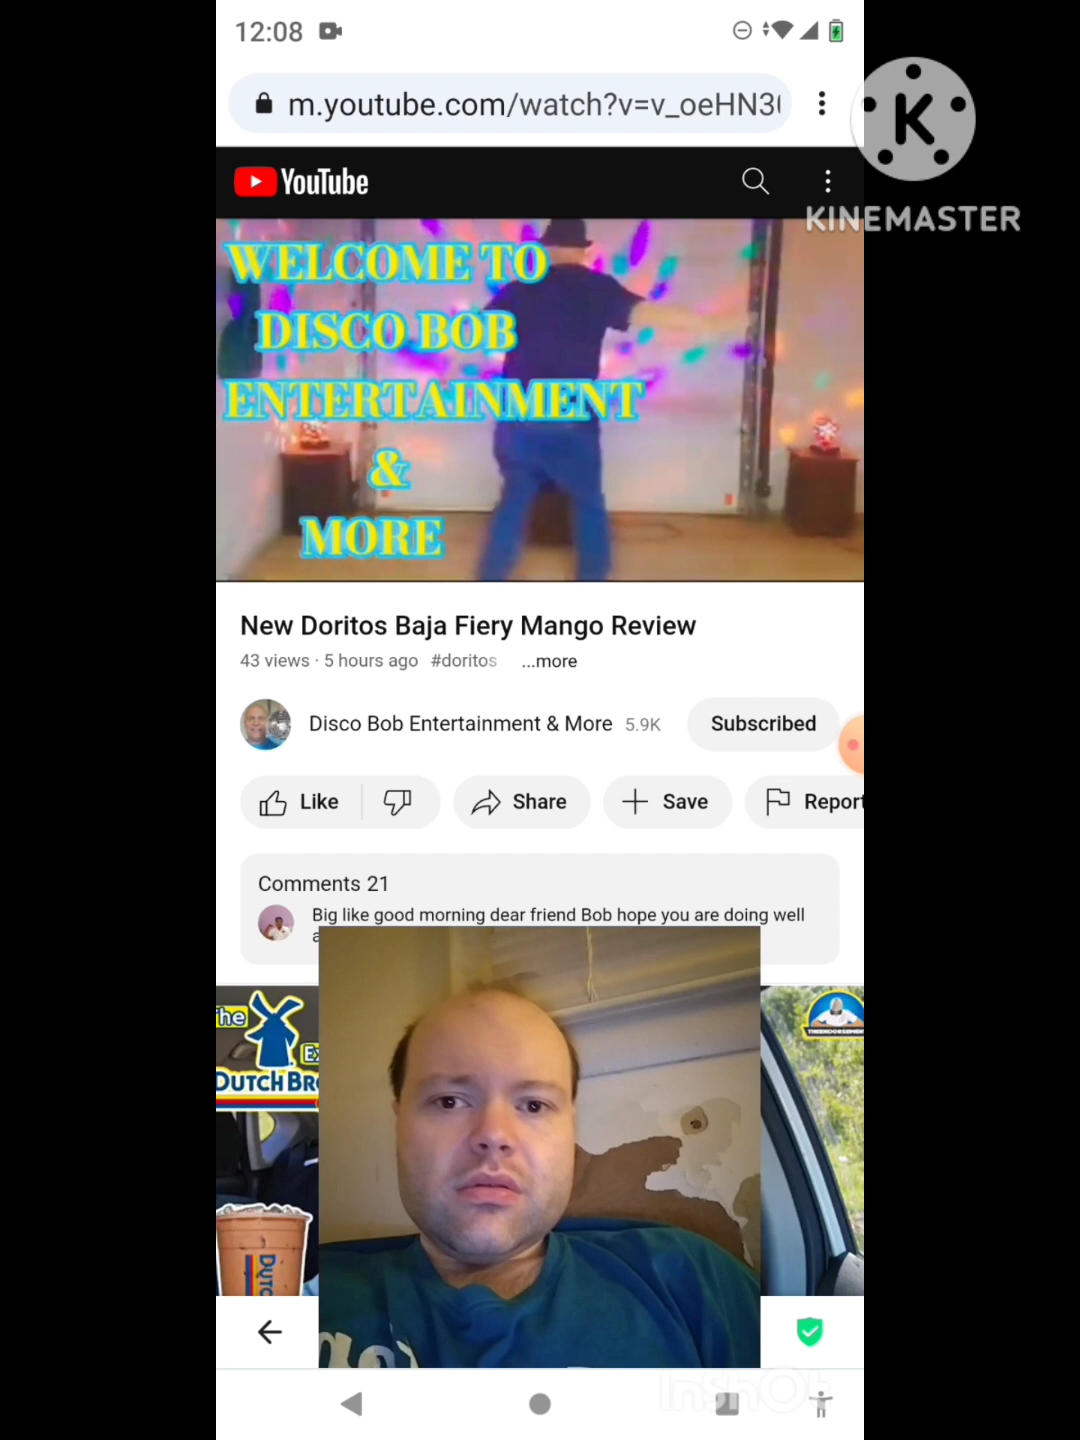 12:08
m.youtube.com/watch?v=v_oeHN3
K
KINEMASTER
YouTube
WELCOME TO
DISCO BOB
ENTERTAINMENT
&
MORE
New Doritos Baja Fiery Mango Review
43 views · 5 hours ago #doritos ...more
Disco Bob Entertainment & More 5.9K Subscribed
Like Share Save Report
Comments 21
Big like good morning dear friend Bob hope you are doing well
The
DUTCH BR
InShOt